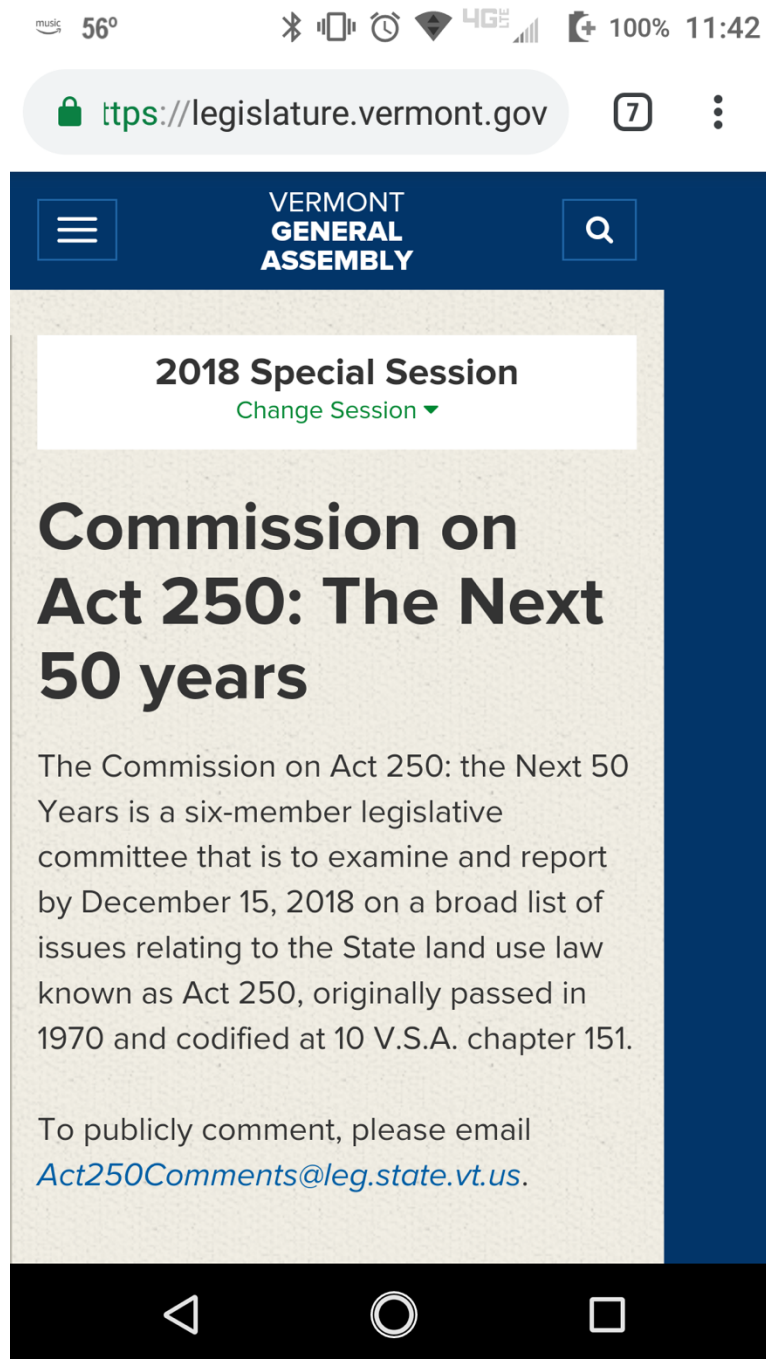 music 56° 4G LTE 100% 11:42
ttps://legislature.vermont.gov 7
VERMONT
GENERAL
ASSEMBLY
2018 Special Session
Change Session
Commission on
Act 250: The Next
50 years
The Commission on Act 250: the Next 50
Years is a six-member legislative
committee that is to examine and report
by December 15, 2018 on a broad list of
issues relating to the State land use law
known as Act 250, originally passed in
1970 and codified at 10 V.S.A. chapter 151.
To publicly comment, please email
Act250Comments@leg.state.vt.us.